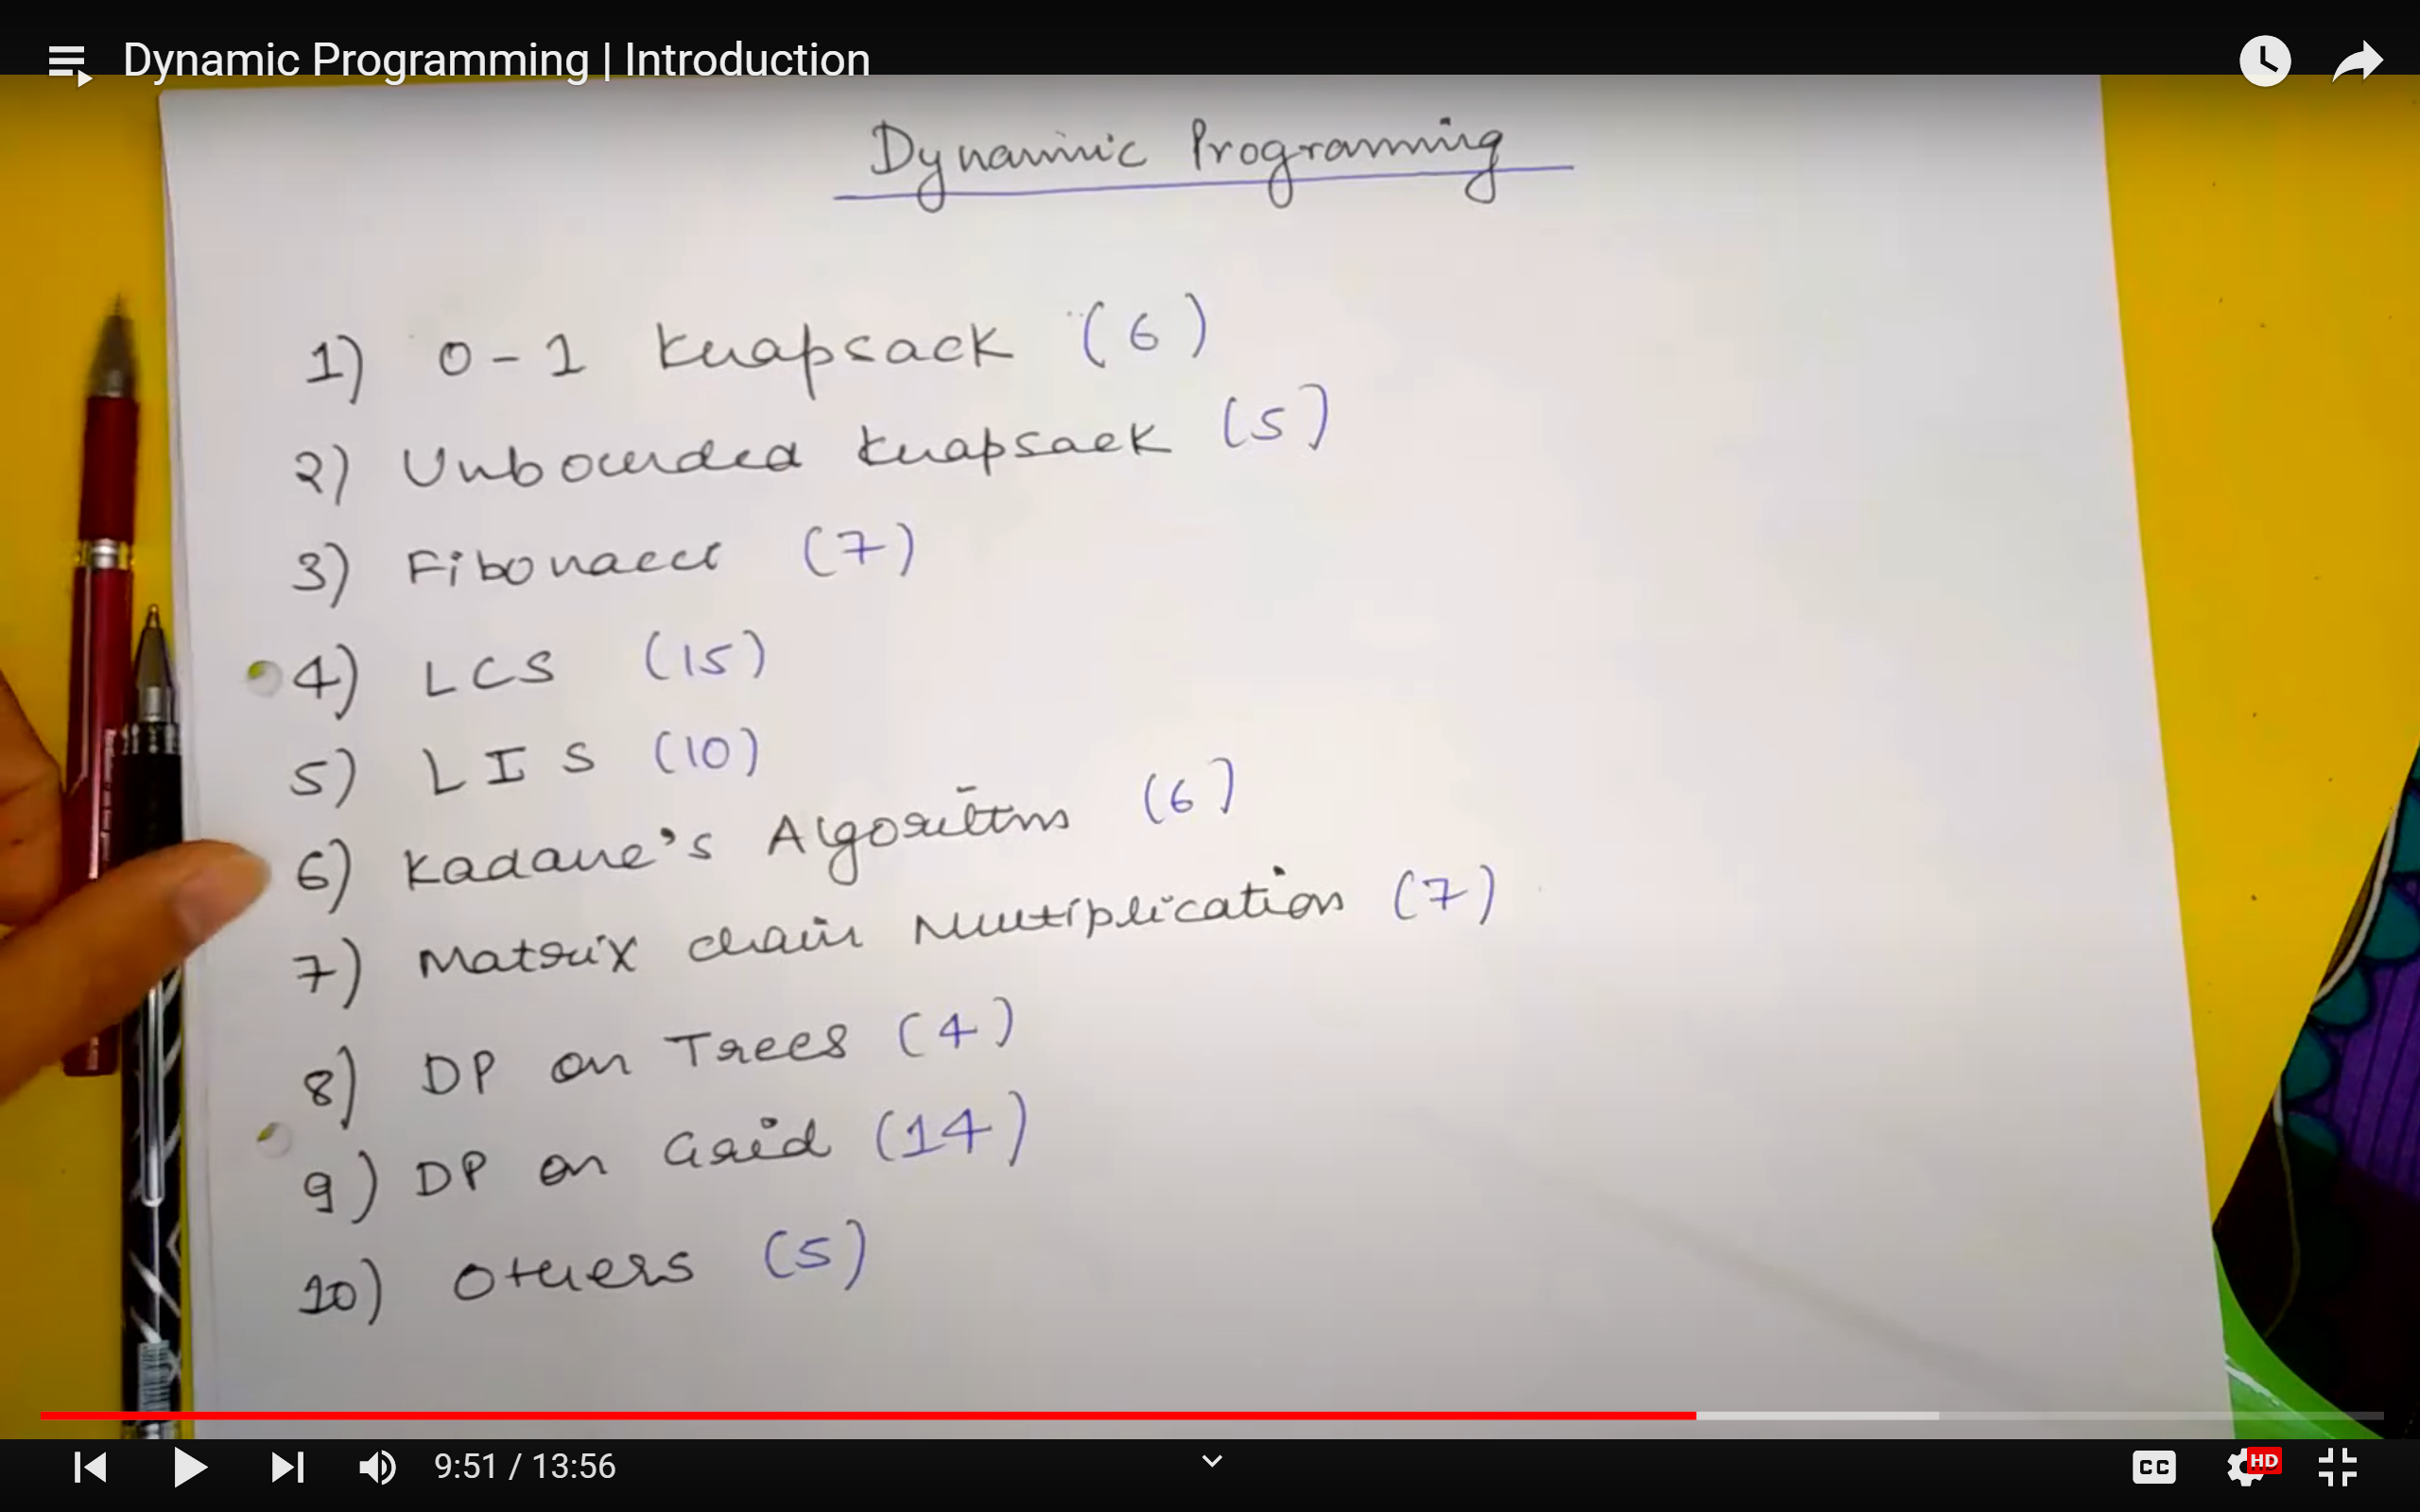 Dynamic Programming | Introduction
Dynamic Programming
1) 0-1 Knapsack (6)
2) Unbounded Knapsack (5)
3) Fibonacci (7)
4) LCS (15)
5) LIS (10)
6) Kadane's Algorithm (6)
7) Matrix chain Multiplication (7)
8) DP on Trees (4)
9) DP on Grid (14)
10) Others (5)
9:51 / 13:56
CC
HD